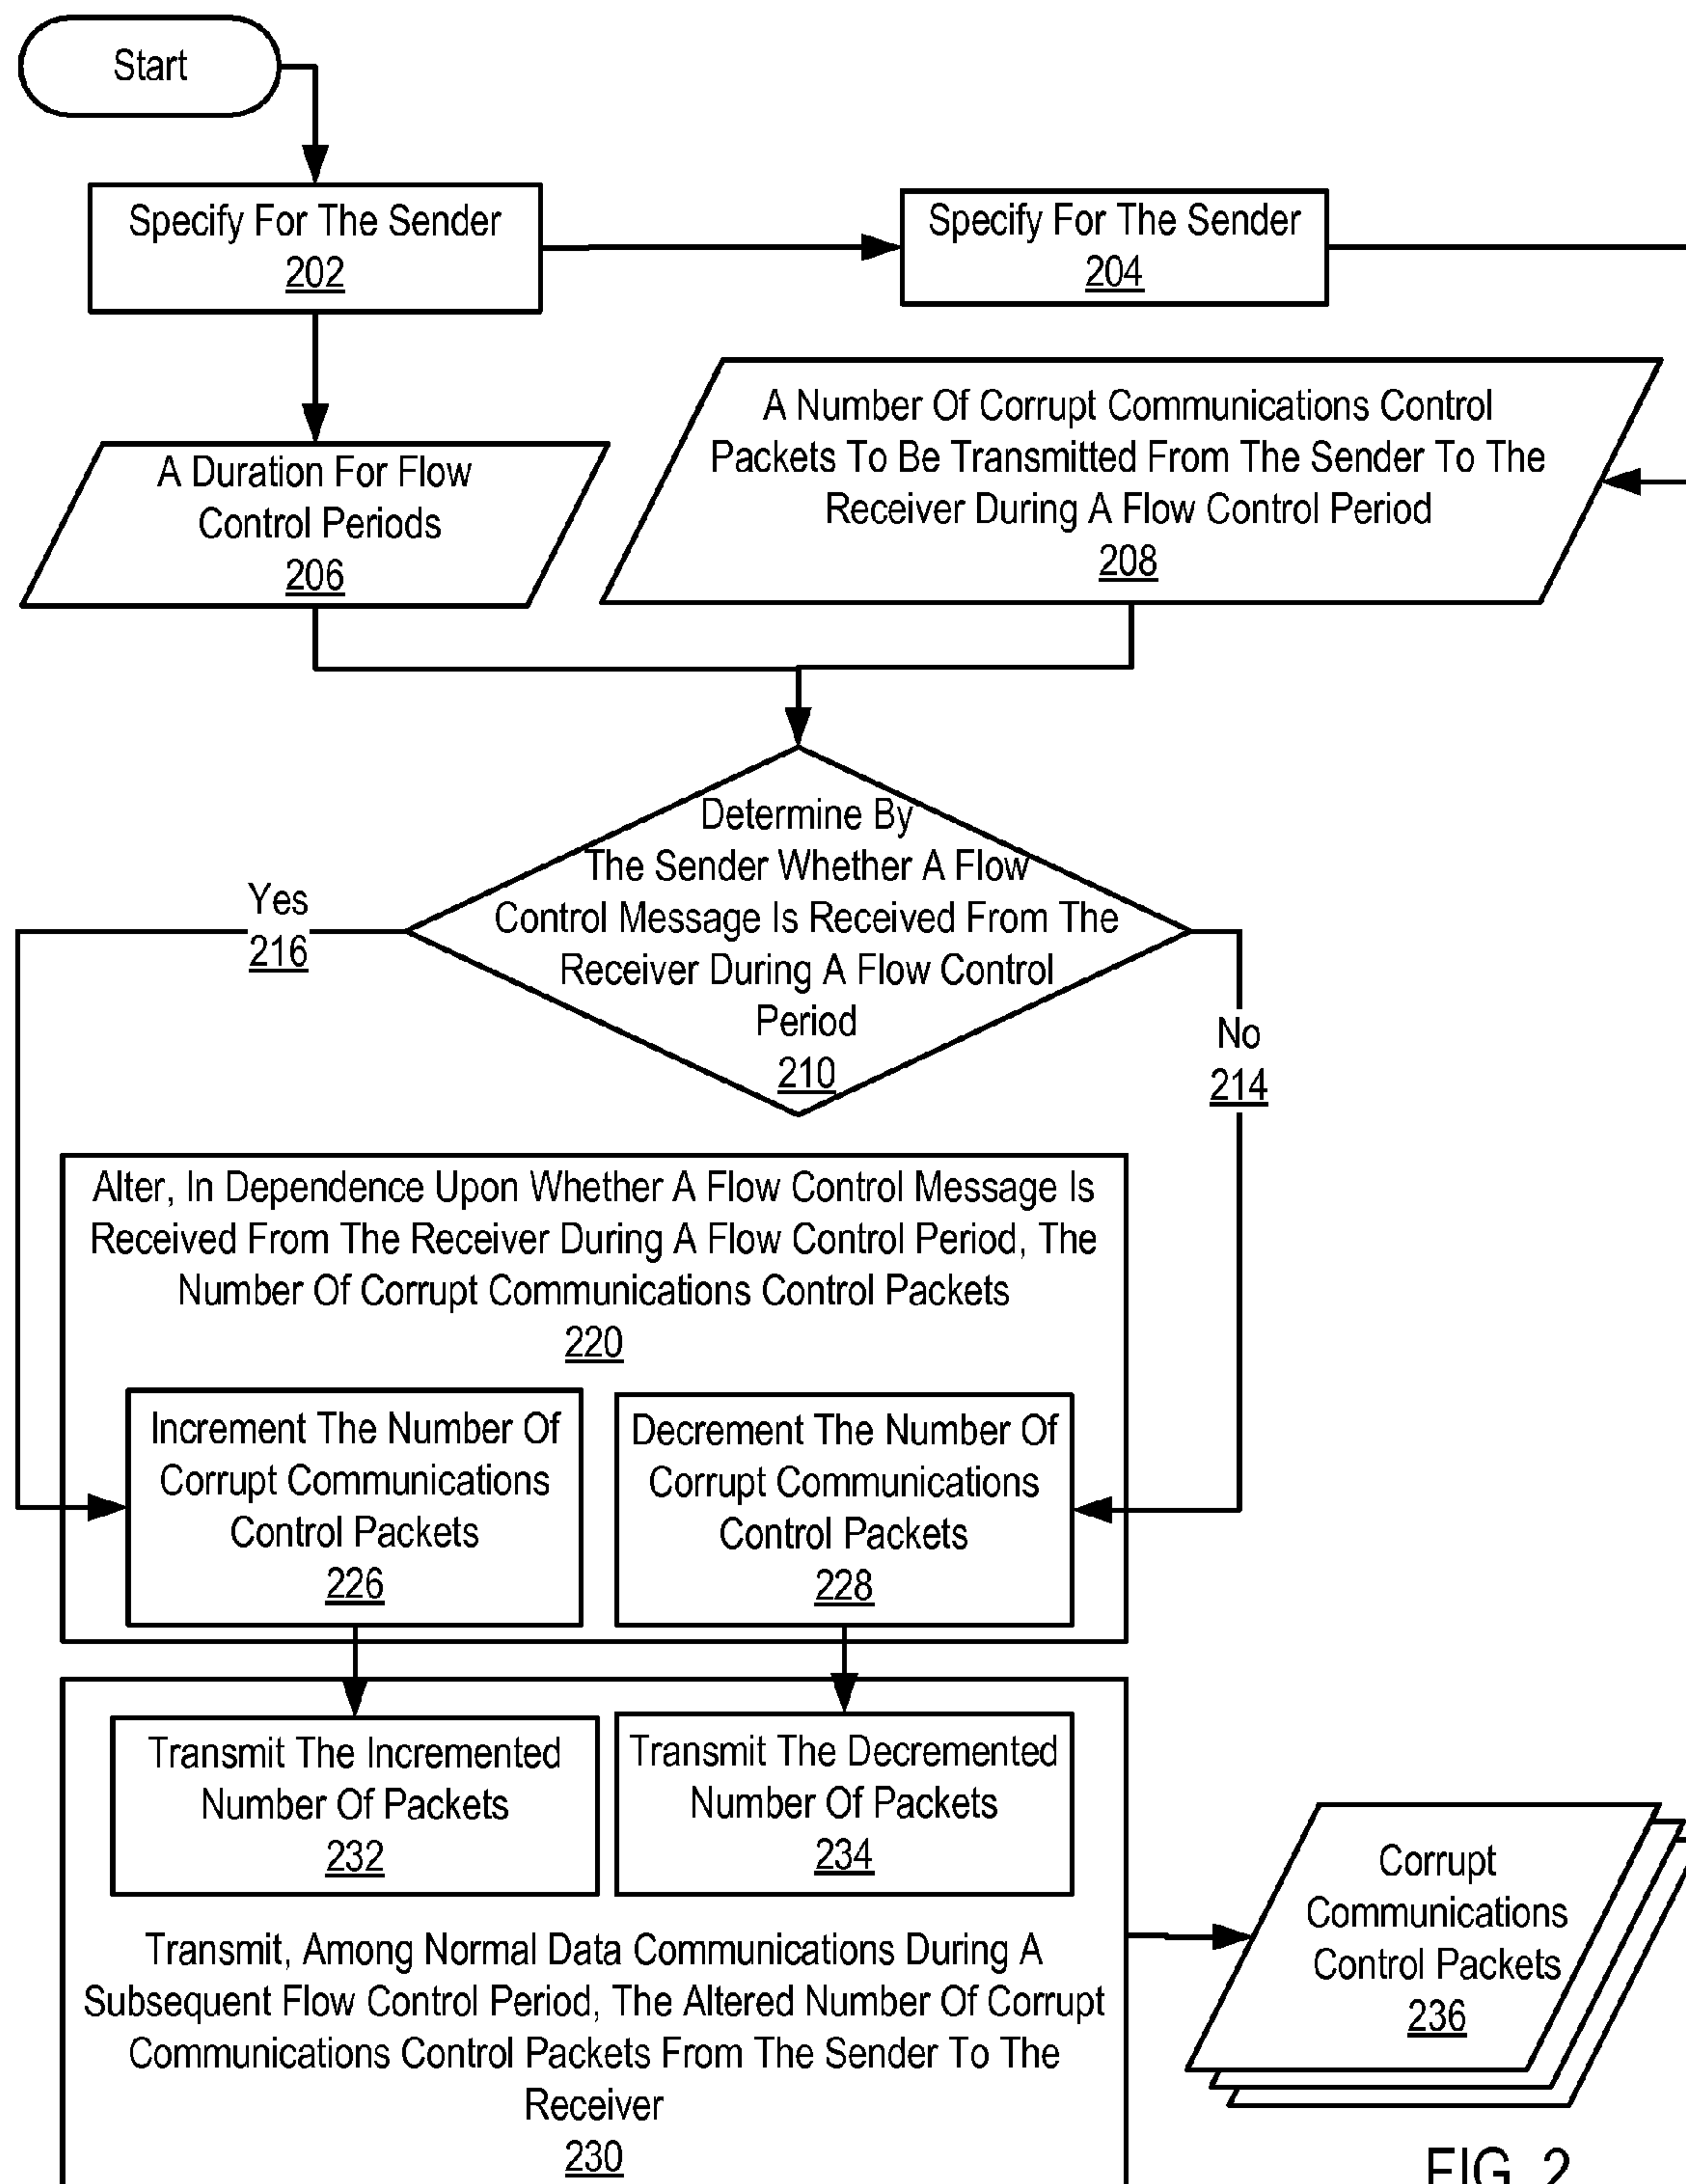 Start
Specify For The Sender
202
Specify For The Sender
204
A Duration For Flow
Control Periods
206
A Number Of Corrupt Communications Control
Packets To Be Transmitted From The Sender To The
Receiver During A Flow Control Period
208
Determine By
The Sender Whether A Flow
Control Message Is Received From The
Receiver During A Flow Control
Period
210
Yes
216
No
214
Alter, In Dependence Upon Whether A Flow Control Message Is
Received From The Receiver During A Flow Control Period, The
Number Of Corrupt Communications Control Packets
220
Increment The Number Of
Corrupt Communications
Control Packets
226
Decrement The Number Of
Corrupt Communications
Control Packets
228
Transmit The Incremented
Number Of Packets
232
Transmit The Decremented
Number Of Packets
234
Transmit, Among Normal Data Communications During A
Subsequent Flow Control Period, The Altered Number Of Corrupt
Communications Control Packets From The Sender To The
Receiver
230
Corrupt
Communications
Control Packets
236
FIG. 2